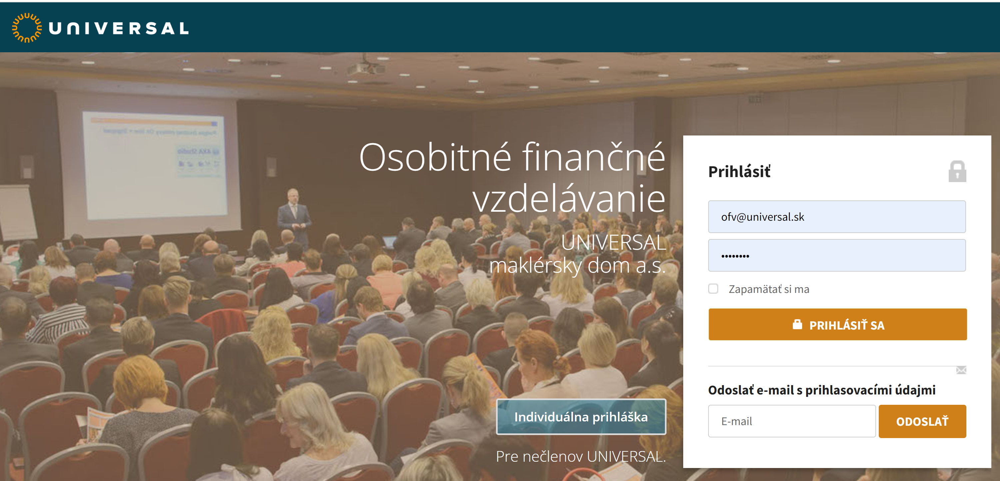 UNIVERSAL
Osobitné finančné
vzdelávanie
UNIVERSAL
maklérsky dom a.s.
Individuálna prihláška
Pre nečlenov UNIVERSAL.
Prihlásiť
ofv@universal.sk
••••••••
Zapamätať si ma
PRIHLÁSIŤ SA
Odoslať e-mail s prihlasovacími údajmi
E-mail
ODOSLAŤ